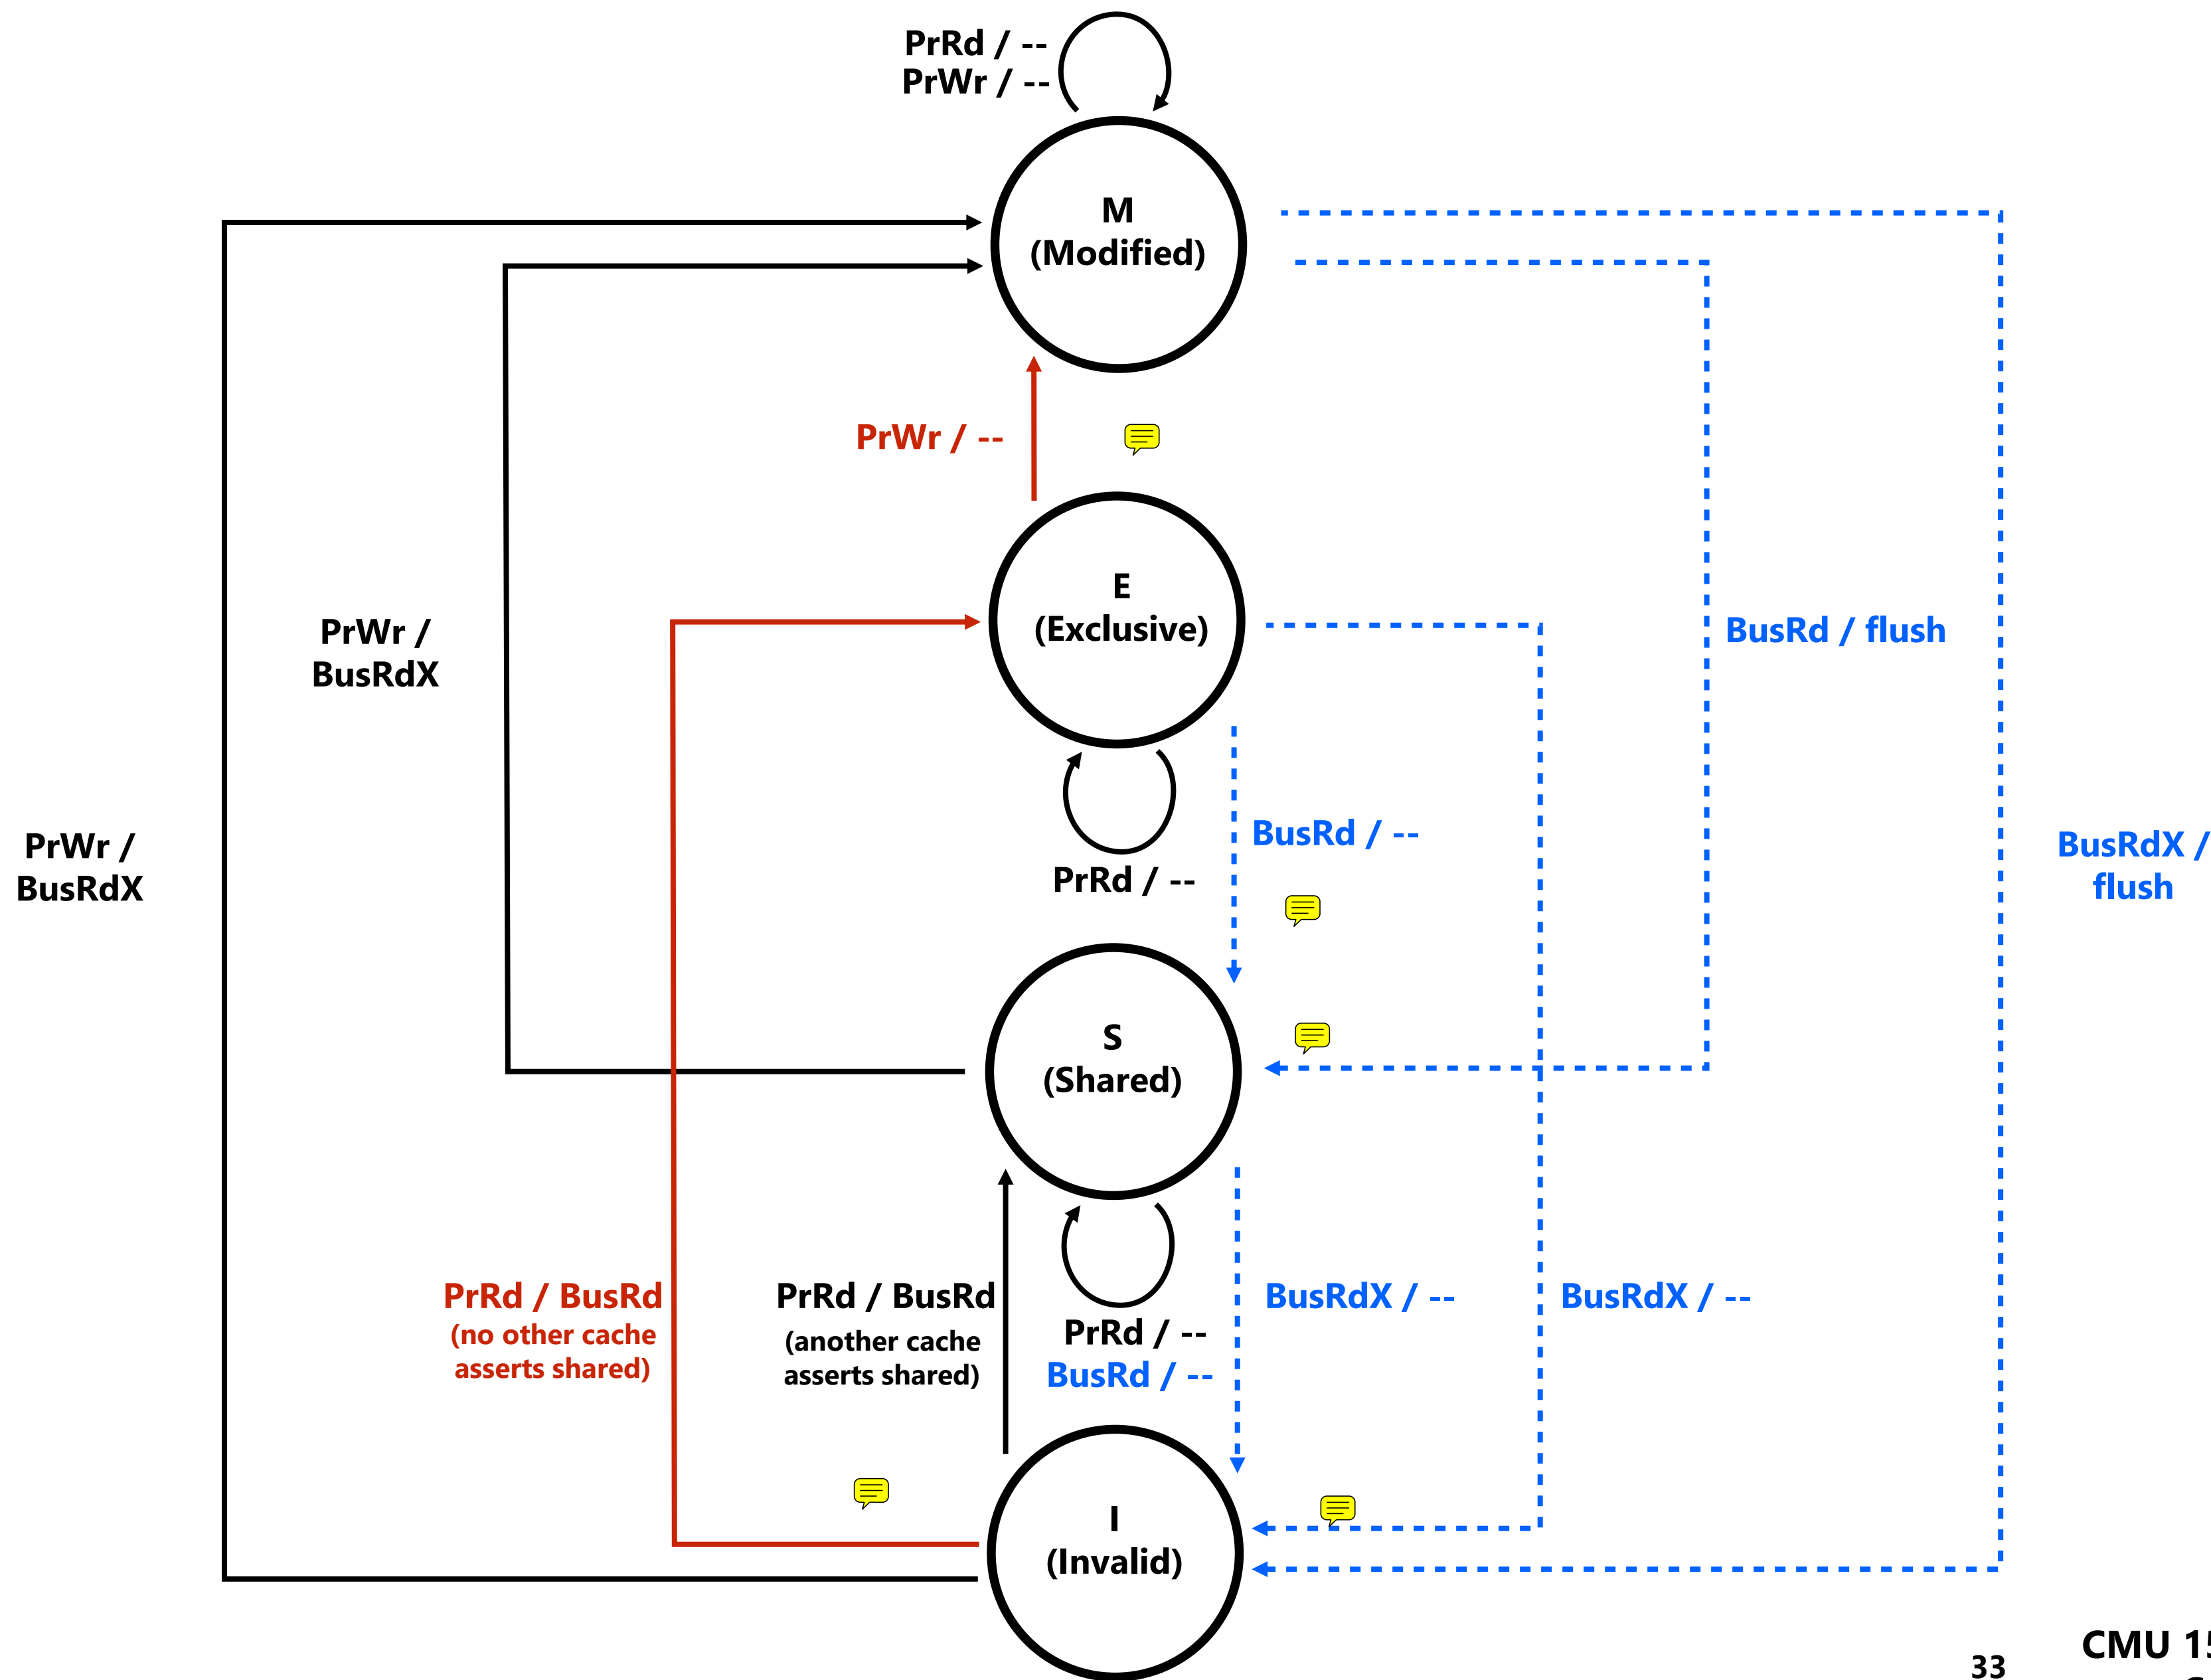 PrRd / --
PrWr / --
M
(Modified)
PrWr / --
E
(Exclusive)
PrWr /
BusRdX
BusRd / flush
PrWr /
BusRdX
BusRd / --
PrRd / --
BusRdX /
flush
S
(Shared)
PrRd / BusRd
(no other cache
asserts shared)
PrRd / BusRd
(another cache
asserts shared)
PrRd / --
BusRd / --
BusRdX / --
BusRdX / --
I
(Invalid)
33
CMU 15